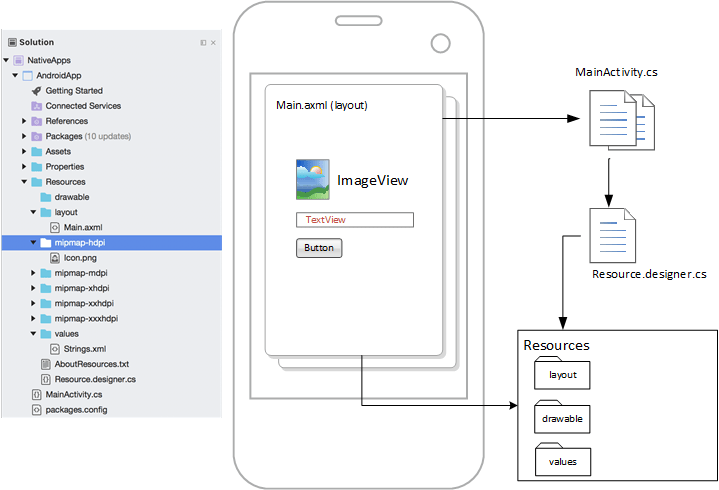 Solution
NativeApps
AndroidApp
Getting Started
Connected Services
References
Packages (10 updates)
Assets
Properties
Resources
drawable
layout
Main.axml
mipmap-hdpi
Icon.png
mipmap-mdpi
mipmap-xhdpi
mipmap-xxhdpi
mipmap-xxxhdpi
values
Strings.xml
AboutResources.txt
Resource.designer.cs
MainActivity.cs
packages.config
Main.axml (layout)
ImageView
TextView
Button
MainActivity.cs
Resource.designer.cs
Resources
layout
drawable
values